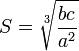 S = ∛(bc/a²)